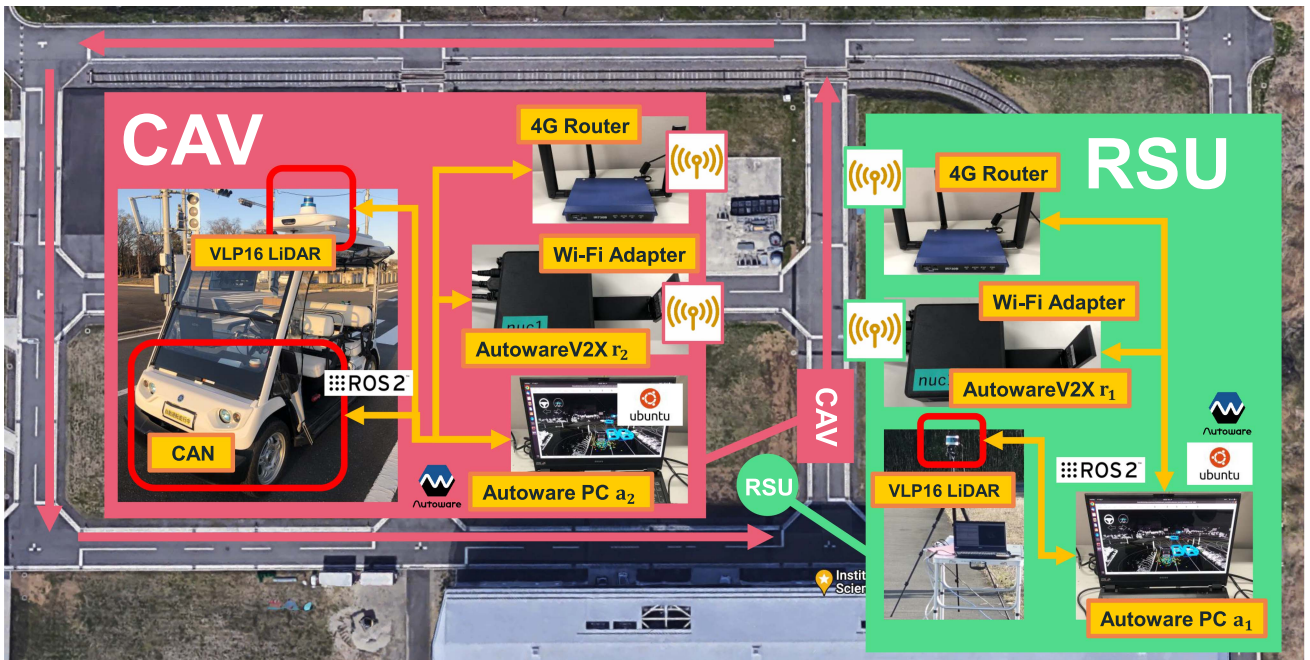 CAV
4G Router
VLP16 LiDAR
Wi-Fi Adapter
nuc1
AutowareV2X r₂
ROS 2
ubuntu
CAN
Autoware
Autoware PC a₂
CAV
RSU
RSU
4G Router
Wi-Fi Adapter
nuc
AutowareV2X r₁
Autoware
VLP16 LiDAR
ROS 2
ubuntu
Autoware PC a₁
Instit
Scien